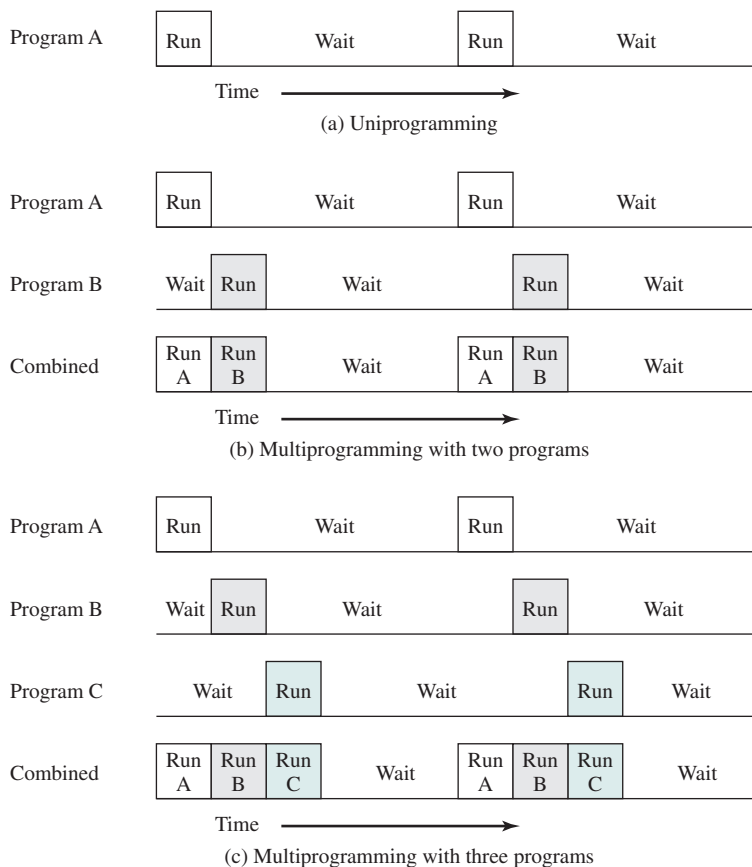 Program A Run Wait Run Wait
Time
(a) Uniprogramming
Program A Run Wait Run Wait
Program B Wait Run Wait Run Wait
Combined Run A Run B Wait Run A Run B Wait
Time
(b) Multiprogramming with two programs
Program A Run Wait Run Wait
Program B Wait Run Wait Run Wait
Program C Wait Run Wait Run Wait
Combined Run A Run B Run C Wait Run A Run B Run C Wait
Time
(c) Multiprogramming with three programs